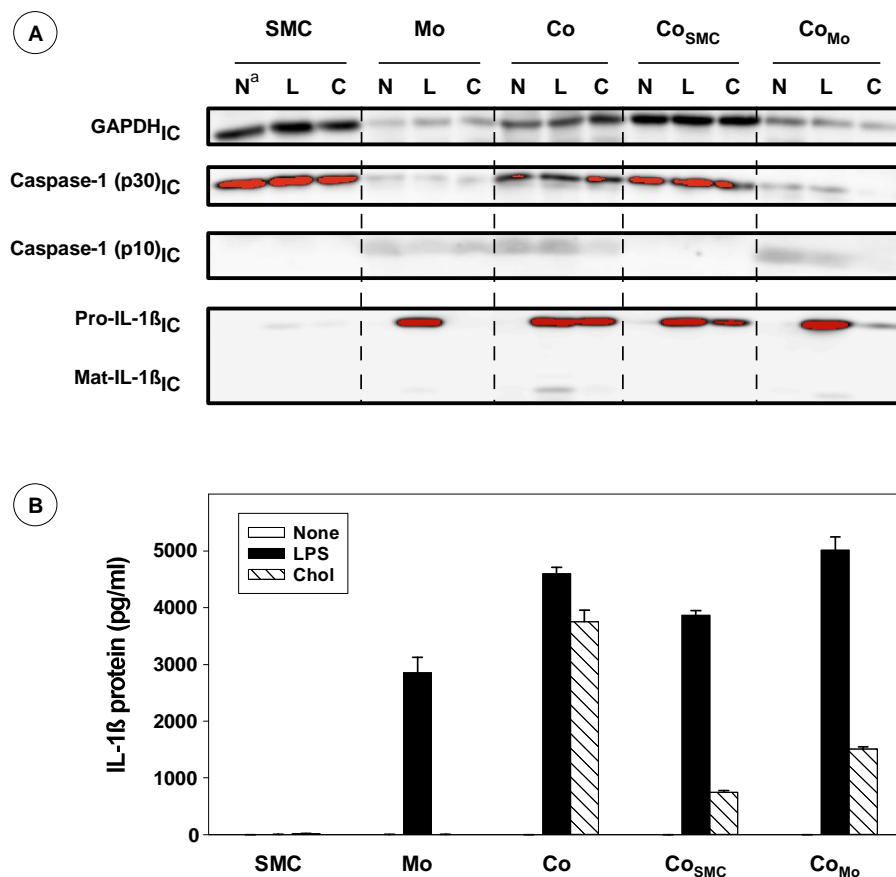 A
SMC Mo Co CoSMC CoMo
Na L C N L C N L C N L C N L C
GAPDHIC
Caspase-1 (p30)IC
Caspase-1 (p10)IC
Pro-IL-1ßIC
Mat-IL-1ßIC
B
IL-1ß protein (pg/ml)
None
LPS
Chol
5000
4000
3000
2000
1000
0
SMC Mo Co CoSMC CoMo